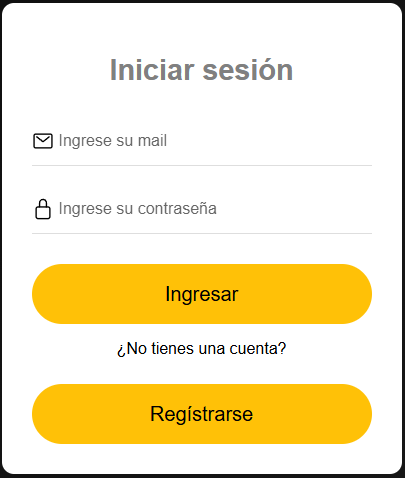 Iniciar sesión
Ingrese su mail
Ingrese su contraseña
Ingresar
¿No tienes una cuenta?
Regístrarse